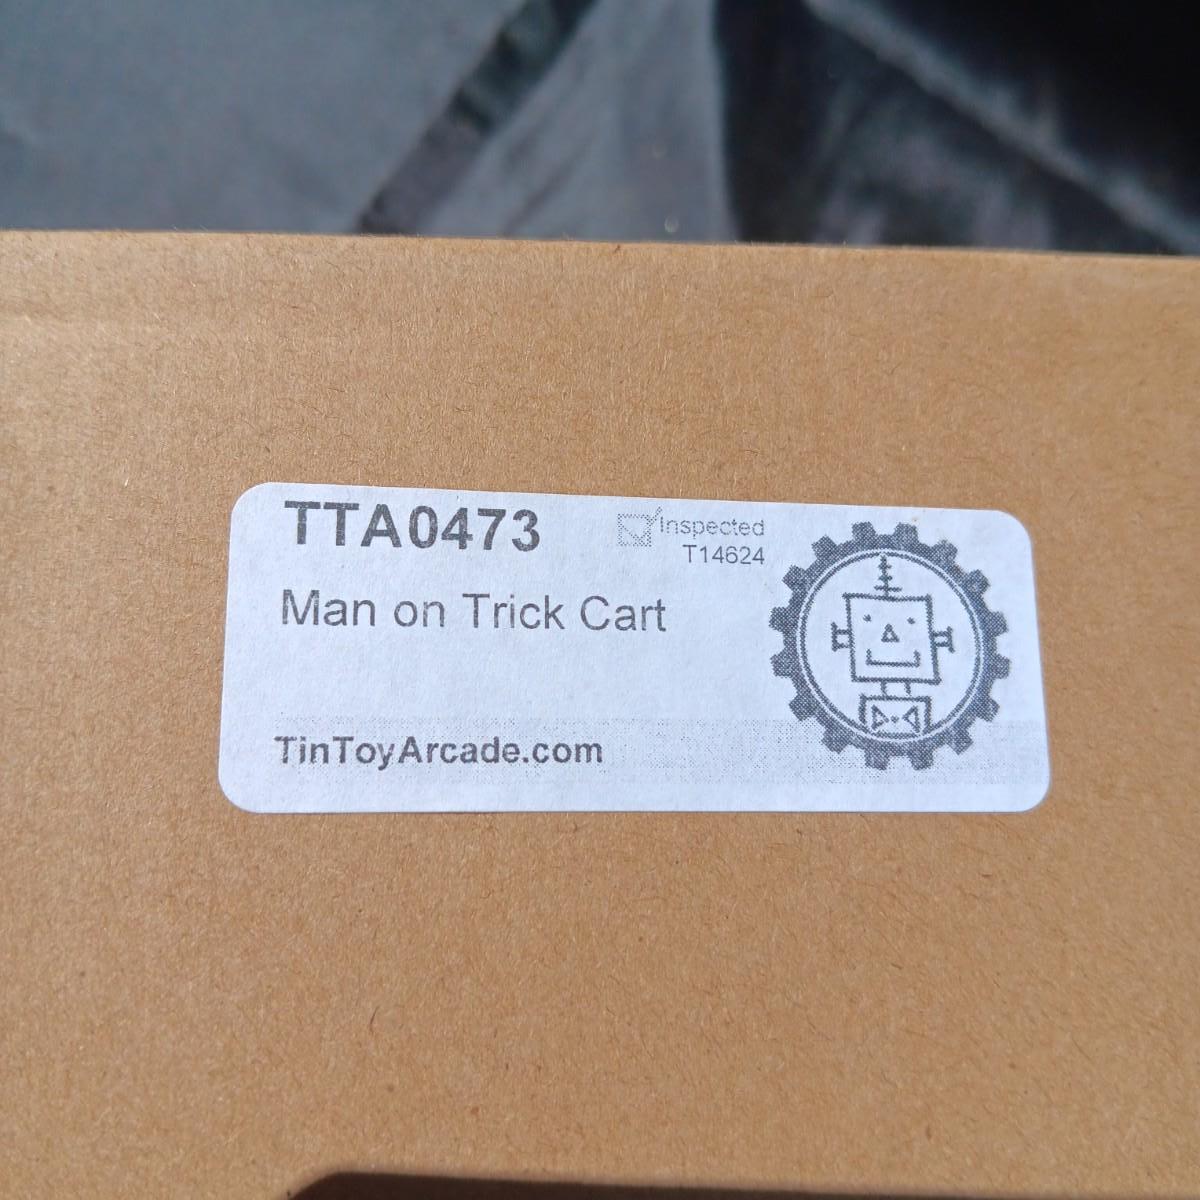 TTA0473
Inspected
T14624
Man on Trick Cart
TinToyArcade.com